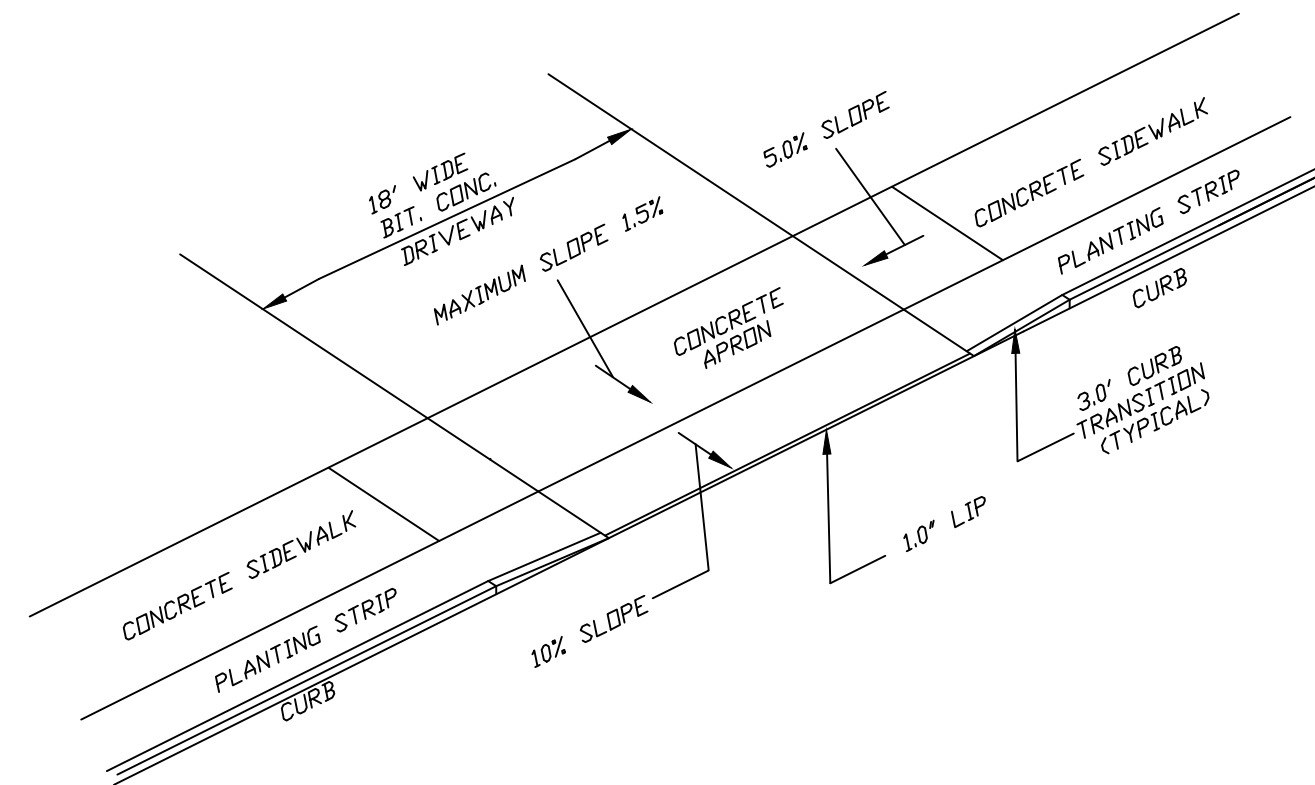 18' WIDE
BIT. CONC.
DRIVEWAY
5.0% SLOPE
CONCRETE SIDEWALK
PLANTING STRIP
CURB
MAXIMUM SLOPE 1.5%
CONCRETE
APRON
3.0' CURB
TRANSITION
(TYPICAL)
1.0" LIP
10% SLOPE
CONCRETE SIDEWALK
PLANTING STRIP
CURB